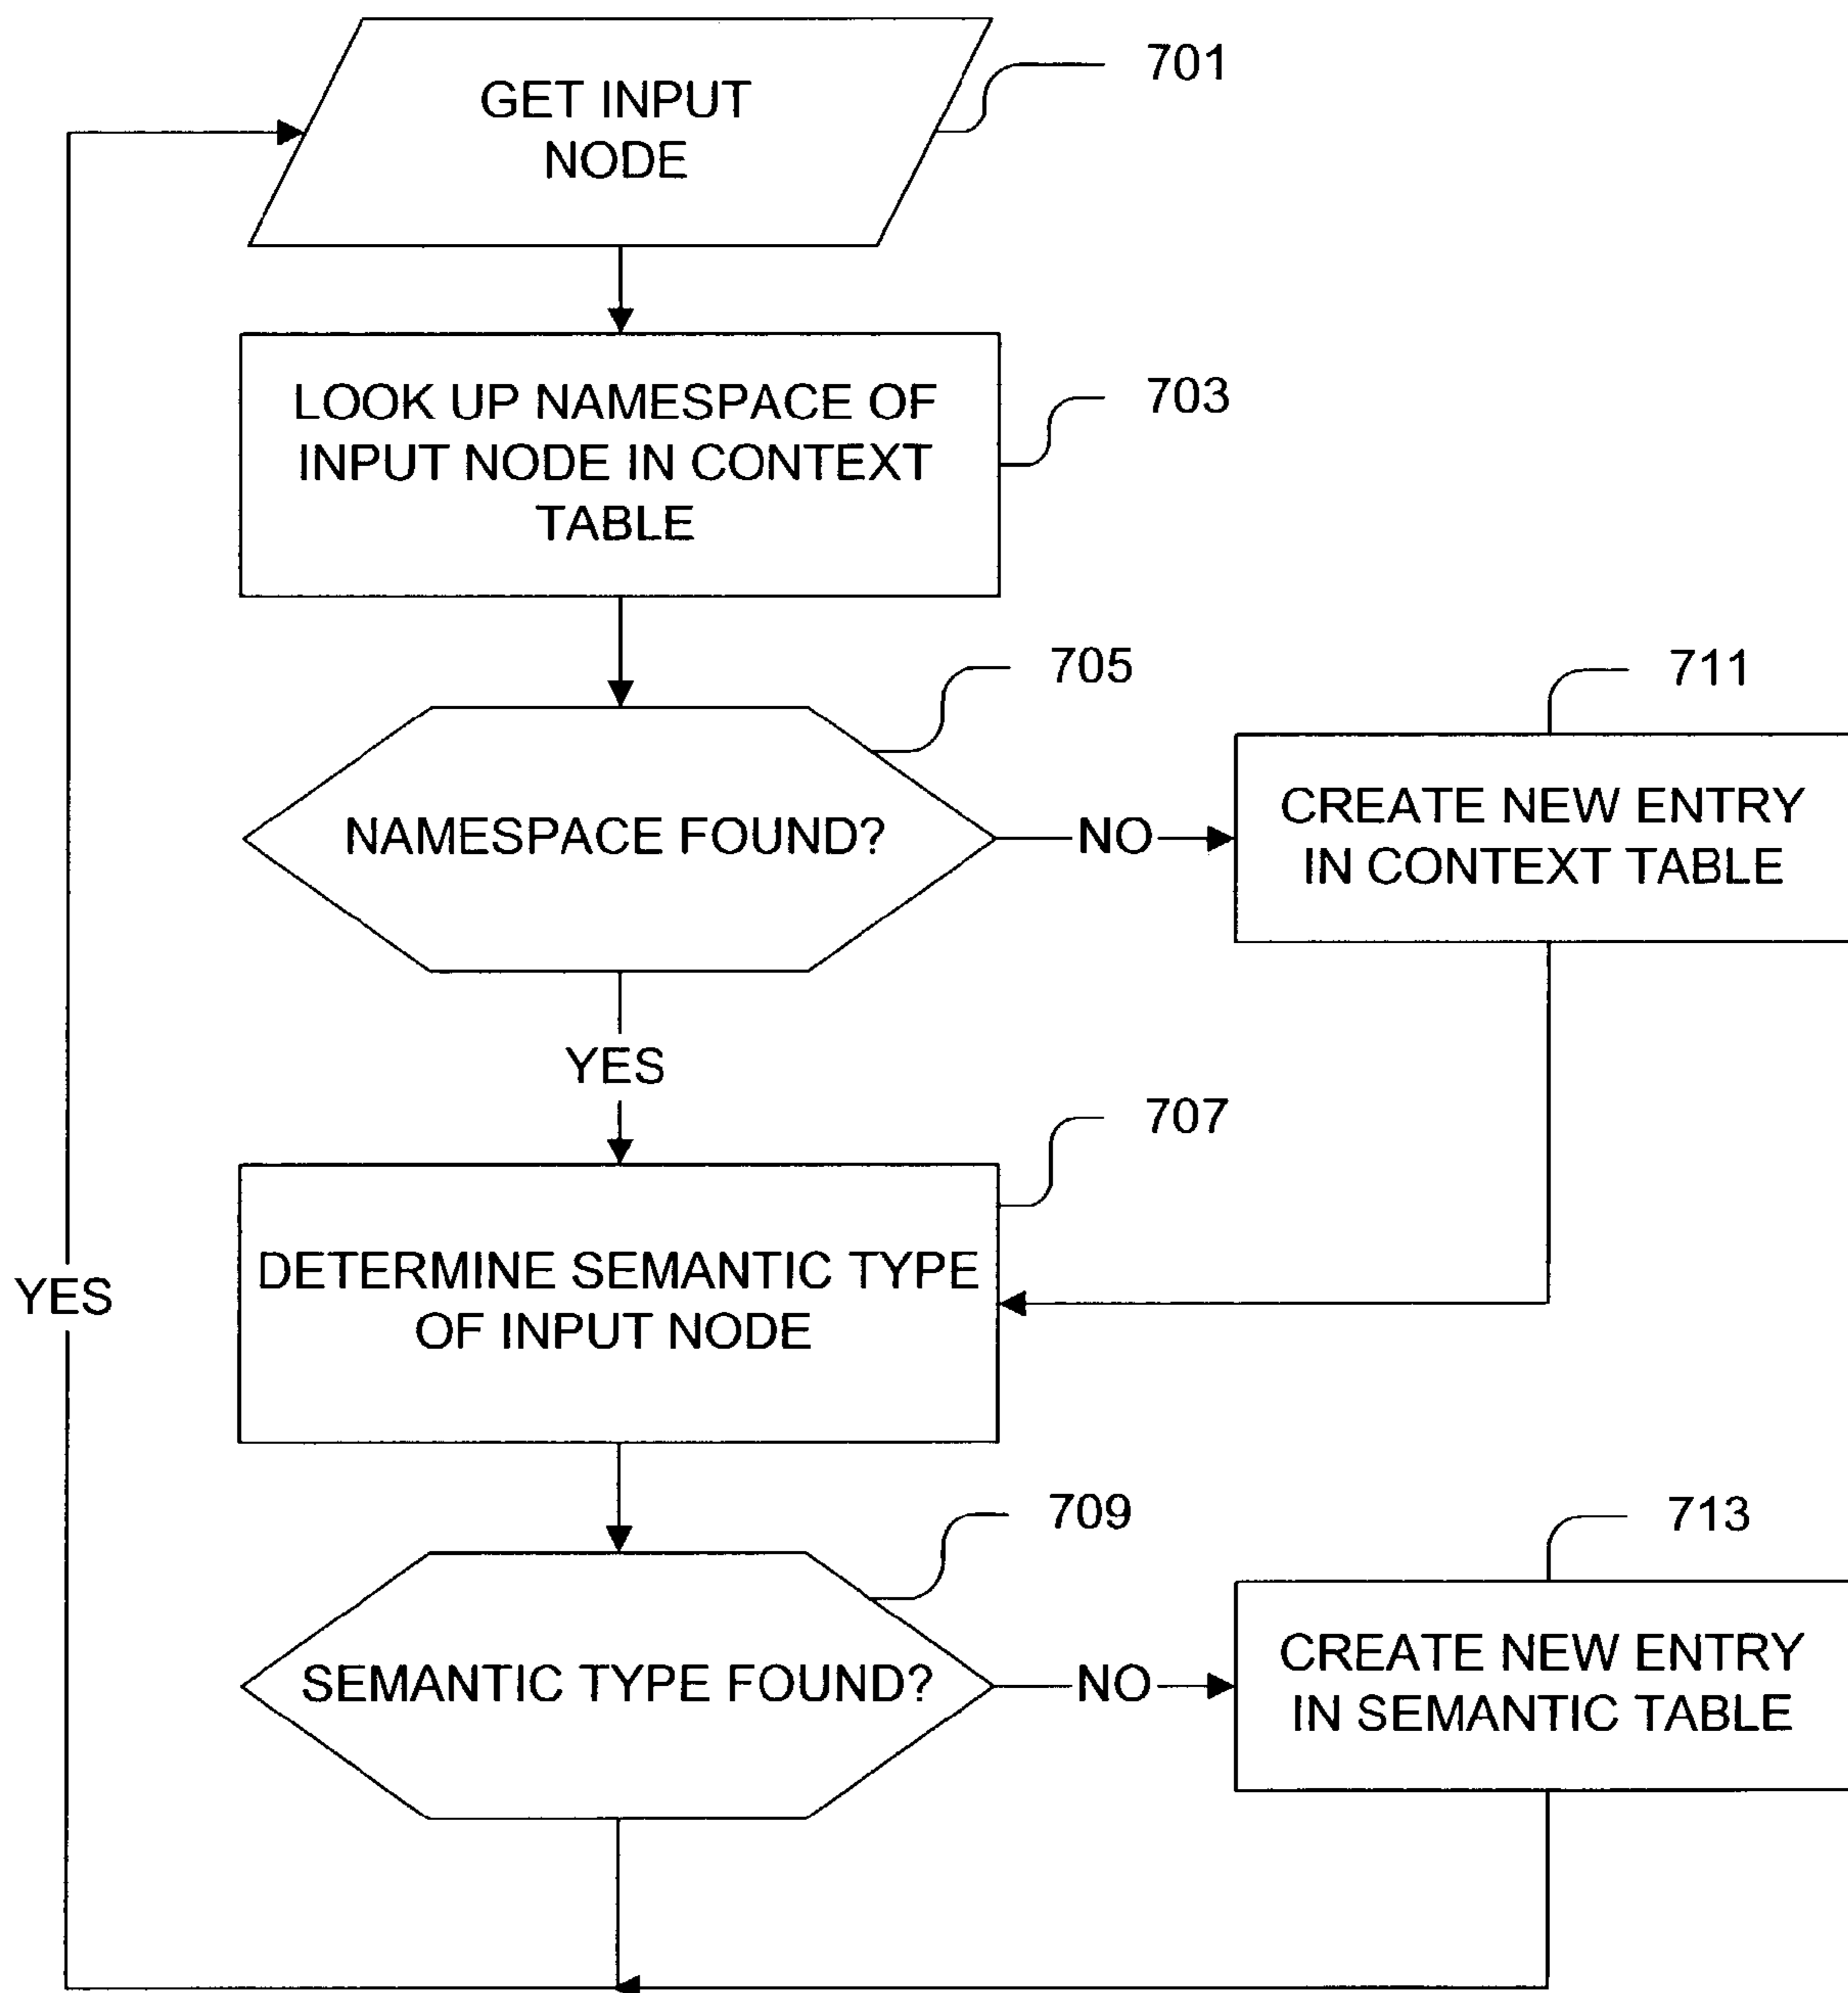 GET INPUT
NODE
701
LOOK UP NAMESPACE OF
INPUT NODE IN CONTEXT
TABLE
703
705
NAMESPACE FOUND?
NO
711
CREATE NEW ENTRY
IN CONTEXT TABLE
YES
707
DETERMINE SEMANTIC TYPE
OF INPUT NODE
YES
709
SEMANTIC TYPE FOUND?
NO
713
CREATE NEW ENTRY
IN SEMANTIC TABLE